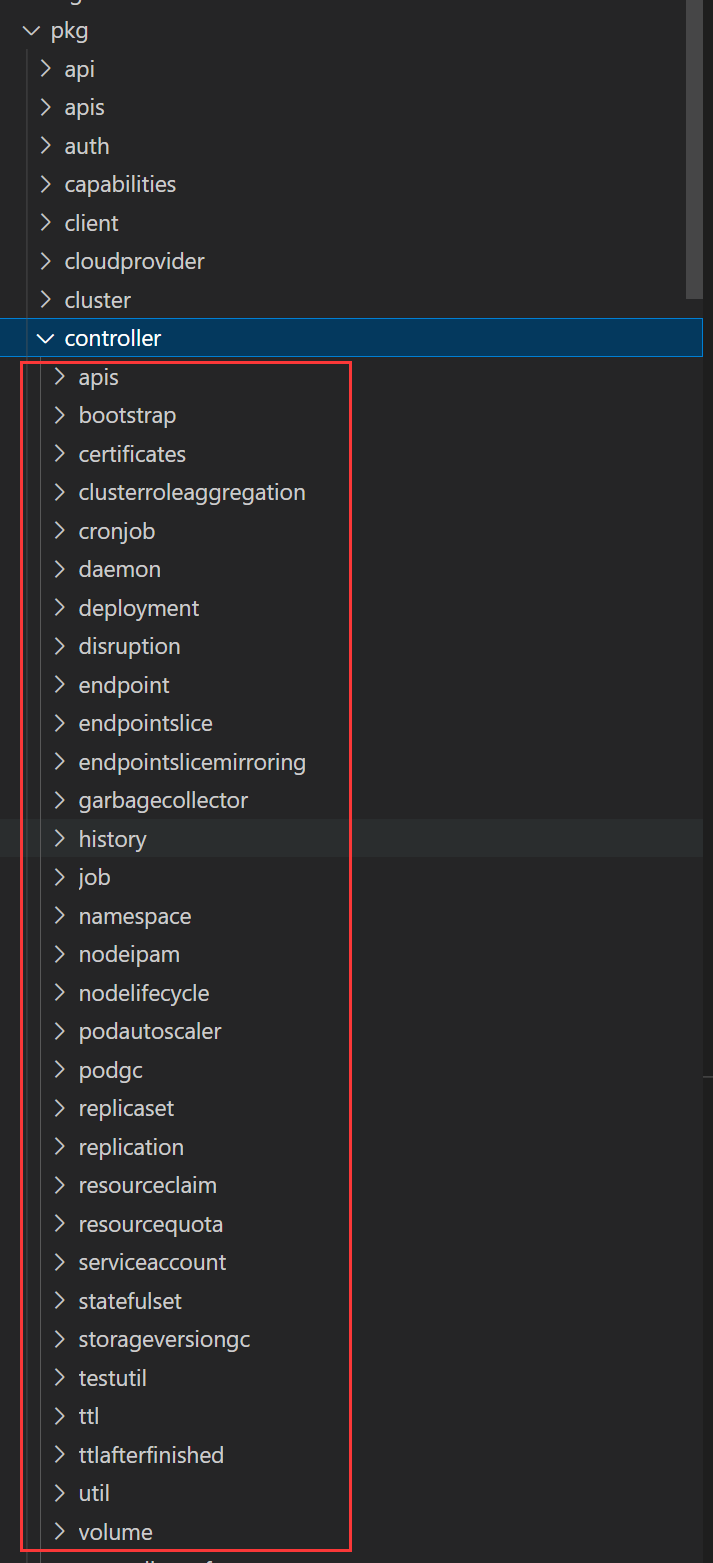 pkg
api
apis
auth
capabilities
client
cloudprovider
cluster
controller
apis
bootstrap
certificates
clusterroleaggregation
cronjob
daemon
deployment
disruption
endpoint
endpointslice
endpointslicemirroring
garbagecollector
history
job
namespace
nodeipam
nodelifecycle
podautoscaler
podgc
replicaset
replication
resourceclaim
resourcequota
serviceaccount
statefulset
storageversiongc
testutil
ttl
ttlafterfinished
util
volume